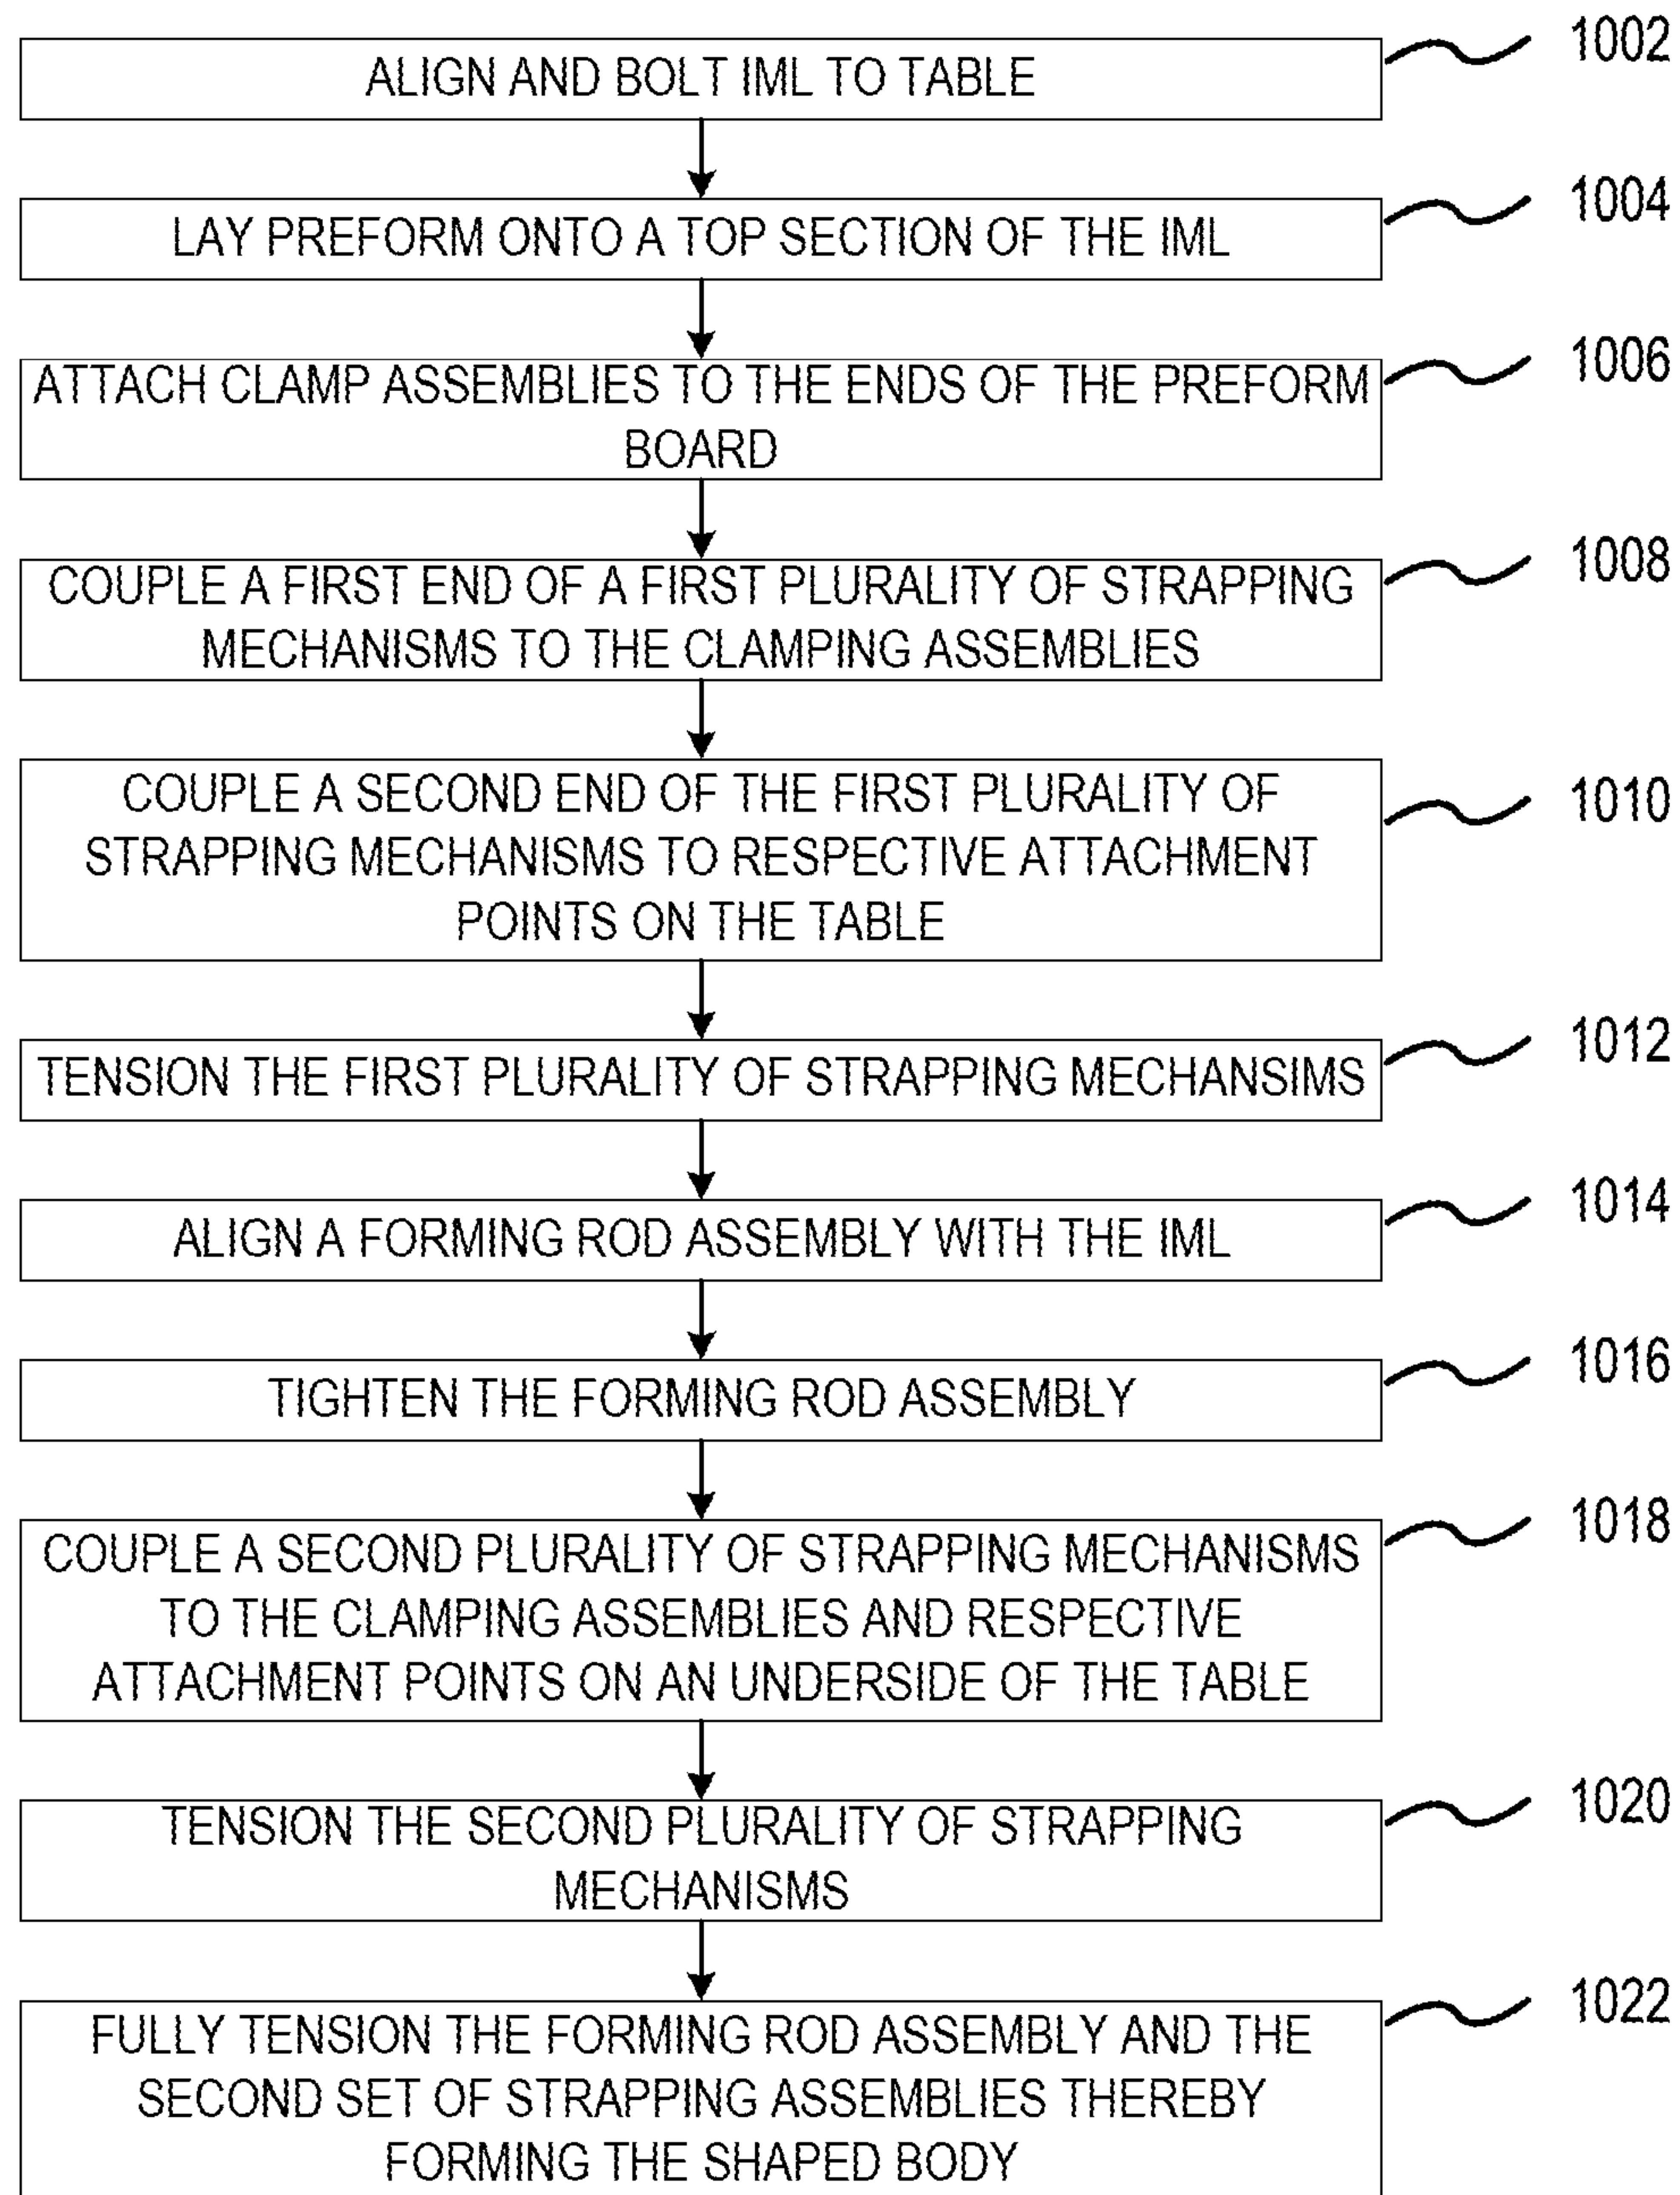 1002
ALIGN AND BOLT IML TO TABLE
1004
LAY PREFORM ONTO A TOP SECTION OF THE IML
1006
ATTACH CLAMP ASSEMBLIES TO THE ENDS OF THE PREFORM
BOARD
1008
COUPLE A FIRST END OF A FIRST PLURALITY OF STRAPPING
MECHANISMS TO THE CLAMPING ASSEMBLIES
1010
COUPLE A SECOND END OF THE FIRST PLURALITY OF
STRAPPING MECHANISMS TO RESPECTIVE ATTACHMENT
POINTS ON THE TABLE
1012
TENSION THE FIRST PLURALITY OF STRAPPING MECHANSIMS
1014
ALIGN A FORMING ROD ASSEMBLY WITH THE IML
1016
TIGHTEN THE FORMING ROD ASSEMBLY
1018
COUPLE A SECOND PLURALITY OF STRAPPING MECHANISMS
TO THE CLAMPING ASSEMBLIES AND RESPECTIVE
ATTACHMENT POINTS ON AN UNDERSIDE OF THE TABLE
1020
TENSION THE SECOND PLURALITY OF STRAPPING
MECHANISMS
1022
FULLY TENSION THE FORMING ROD ASSEMBLY AND THE
SECOND SET OF STRAPPING ASSEMBLIES THEREBY
FORMING THE SHAPED BODY